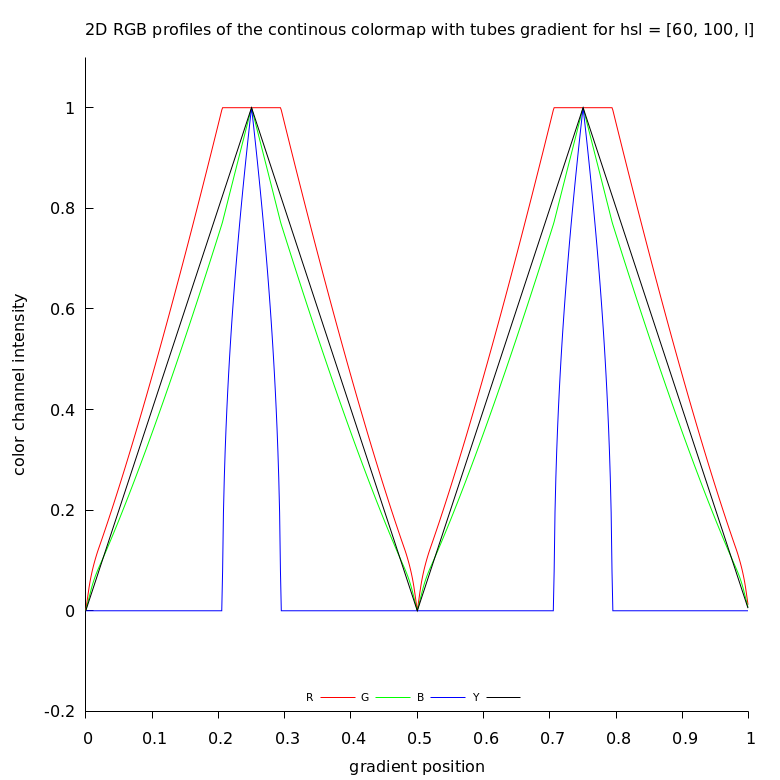 2D RGB profiles of the continous colormap with tubes gradient for hsl = [60, 100, l]
1
0.8
0.6
0.4
0.2
0
-0.2
color channel intensity
R G B Y
0 0.1 0.2 0.3 0.4 0.5 0.6 0.7 0.8 0.9 1
gradient position